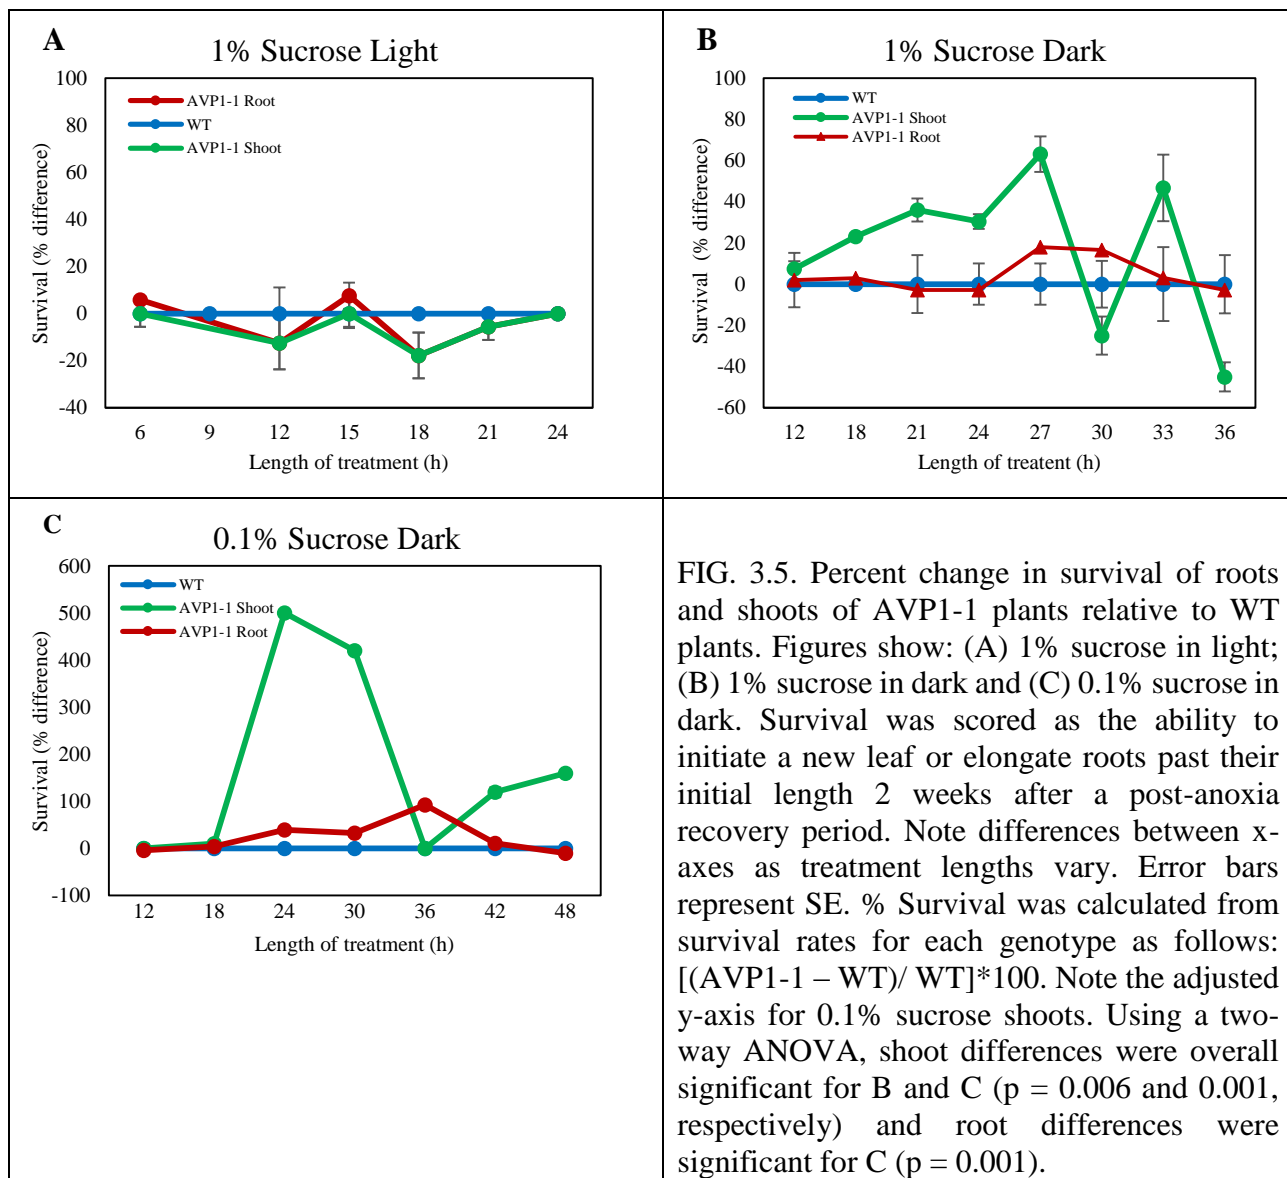 A
1% Sucrose Light
100
80
60
40
20
0
-20
-40
Survival (% difference)
AVP1-1 Root
WT
AVP1-1 Shoot
6 9 12 15 18 21 24
Length of treatment (h)
B
1% Sucrose Dark
100
80
60
40
20
0
-20
-40
-60
Survival (% difference)
WT
AVP1-1 Shoot
AVP1-1 Root
12 18 21 24 27 30 33 36
Length of treatent (h)
C
0.1% Sucrose Dark
600
500
400
300
200
100
0
-100
Survival (% difference)
WT
AVP1-1 Shoot
AVP1-1 Root
12 18 24 30 36 42 48
Length of treatment (h)
FIG. 3.5. Percent change in survival of roots
and shoots of AVP1-1 plants relative to WT
plants. Figures show: (A) 1% sucrose in light;
(B) 1% sucrose in dark and (C) 0.1% sucrose in
dark. Survival was scored as the ability to
initiate a new leaf or elongate roots past their
initial length 2 weeks after a post-anoxia
recovery period. Note differences between x-
axes as treatment lengths vary. Error bars
represent SE. % Survival was calculated from
survival rates for each genotype as follows:
[(AVP1-1 – WT)/ WT]*100. Note the adjusted
y-axis for 0.1% sucrose shoots. Using a two-
way ANOVA, shoot differences were overall
significant for B and C (p = 0.006 and 0.001,
respectively) and root differences were
significant for C (p = 0.001).